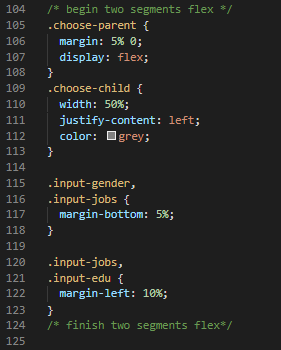 104 /* begin two segments flex */
105 .choose-parent {
106   margin: 5% 0;
107   display: flex;
108 }
109 .choose-child {
110   width: 50%;
111   justify-content: left;
112   color: grey;
113 }
114
115 .input-gender,
116 .input-jobs {
117   margin-bottom: 5%;
118 }
119
120 .input-jobs,
121 .input-edu {
122   margin-left: 10%;
123 }
124 /* finish two segments flex*/
125